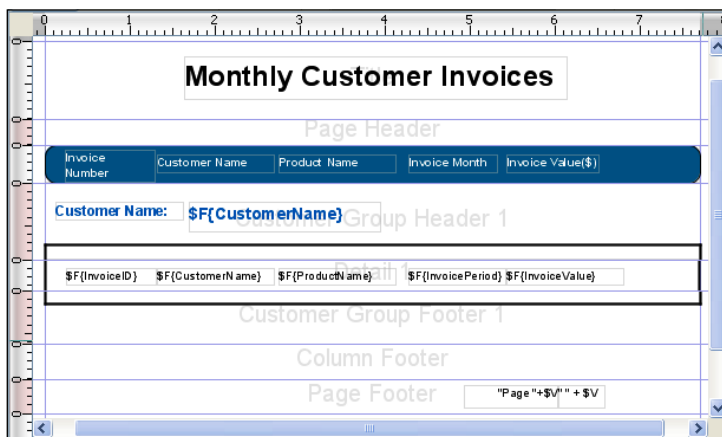 0 1 2 3 4 5 6 7
Monthly Customer Invoices
Page Header
Invoice Number
Customer Name
Product Name
Invoice Month
Invoice Value($)
Customer Name: $F{CustomerName}
Customer Group Header 1
Detail 1
$F{InvoiceID} $F{CustomerName} $F{ProductName} $F{InvoicePeriod} $F{InvoiceValue}
Customer Group Footer 1
Column Footer
Page Footer
"Page "+$V" " + $V